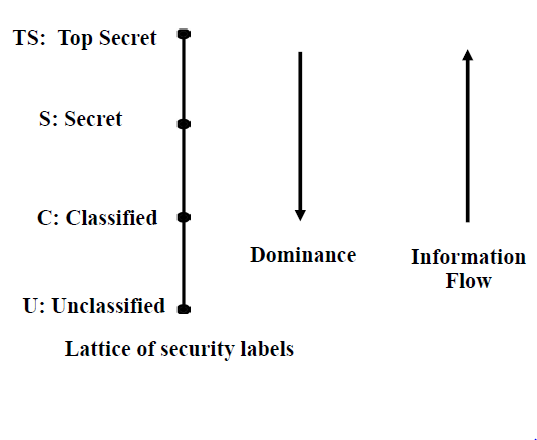 TS:  Top Secret
S: Secret
C: Classified
Dominance
Information
Flow
U: Unclassified
Lattice of security labels